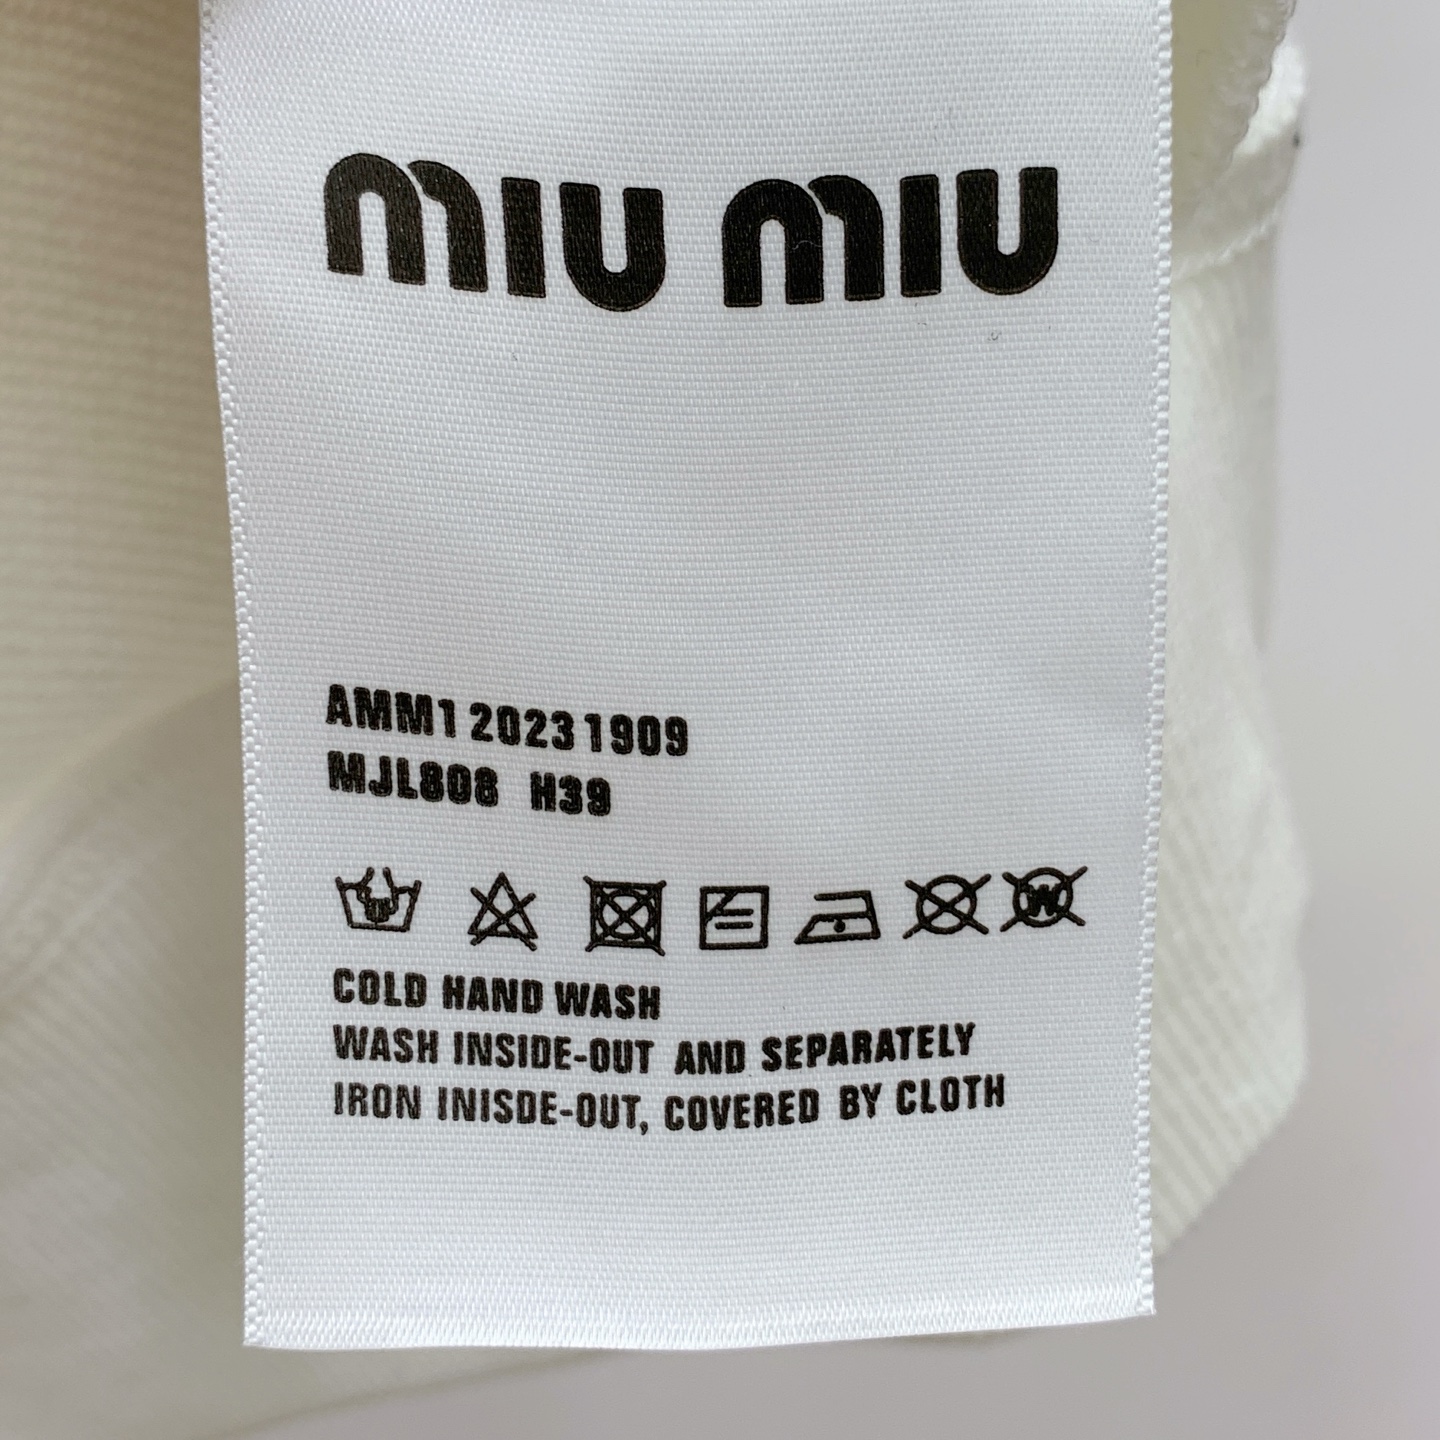 miu miu
AMM1 20231909
MJL808 H39
W
COLD HAND WASH
WASH INSIDE-OUT AND SEPARATELY
IRON INISDE-OUT, COVERED BY CLOTH